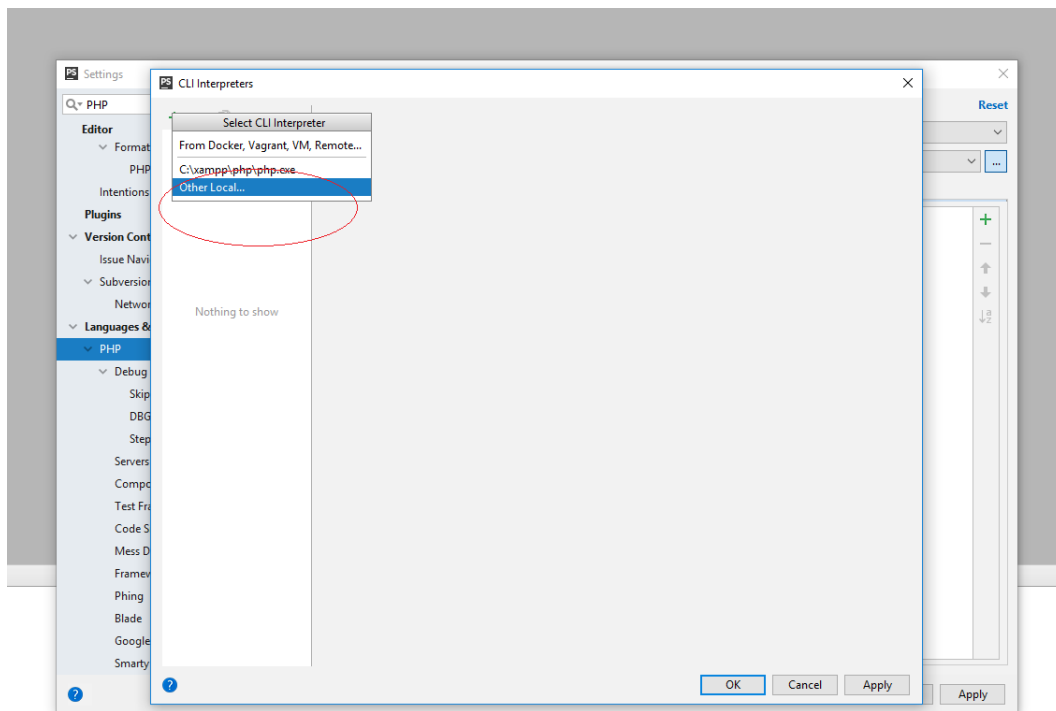 PS Settings
PS CLI Interpreters
PHP
Reset
Editor
Format
PHP
Intentions
Plugins
Version Cont
Issue Navi
Subversior
Networ
Languages &
PHP
Debug
Skip
DBG
Step
Servers
Compo
Test Fra
Code S
Mess D
Framew
Phing
Blade
Google
Smarty
Select CLI Interpreter
From Docker, Vagrant, VM, Remote...
C:\xampp\php\php.exe
Other Local...
Nothing to show
...
?
OK
Cancel
Apply
?
Apply